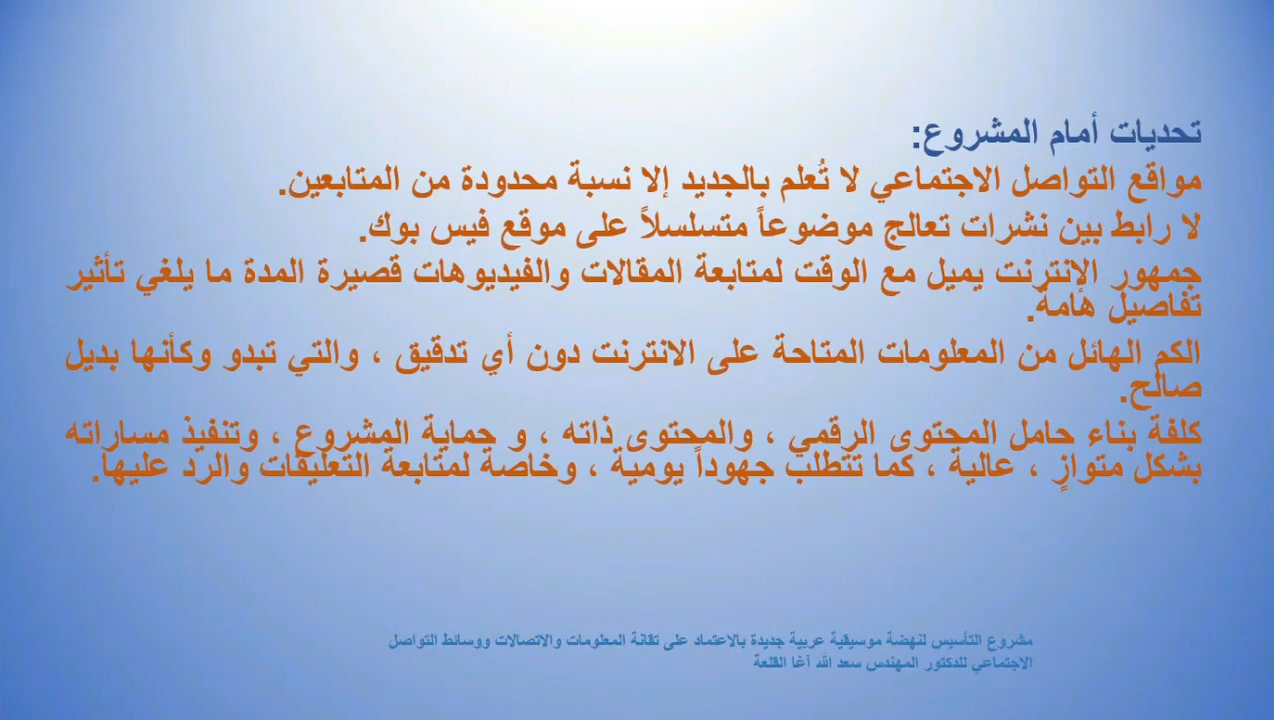 تحديات أمام المشروع:
مواقع التواصل الاجتماعي لا تُعلم بالجديد إلا نسبة محدودة من المتابعين.
لا رابط بين نشرات تعالج موضوعاً متسلسلاً على موقع فيس بوك.
جمهور الإنترنت يميل مع الوقت لمتابعة المقالات والفيديوهات قصيرة المدة ما يلغي تأثير
تفاصيل هامة.
الكم الهائل من المعلومات المتاحة على الانترنت دون أي تدقيق ، والتي تبدو وكأنها بديل
صالح.
كلفة بناء حامل المحتوى الرقمي ، والمحتوى ذاته ، و حماية المشروع ، وتنفيذ مساراته
بشكل متوازٍ ، عالية ، كما تتطلب جهوداً يومية ، وخاصة لمتابعة التعليقات والرد عليها.
مشروع التأسيس لنهضة موسيقية عربية جديدة بالاعتماد على تقانة المعلومات والاتصالات ووسائط التواصل
الاجتماعي للدكتور المهندس سعد الله آغا القلعة